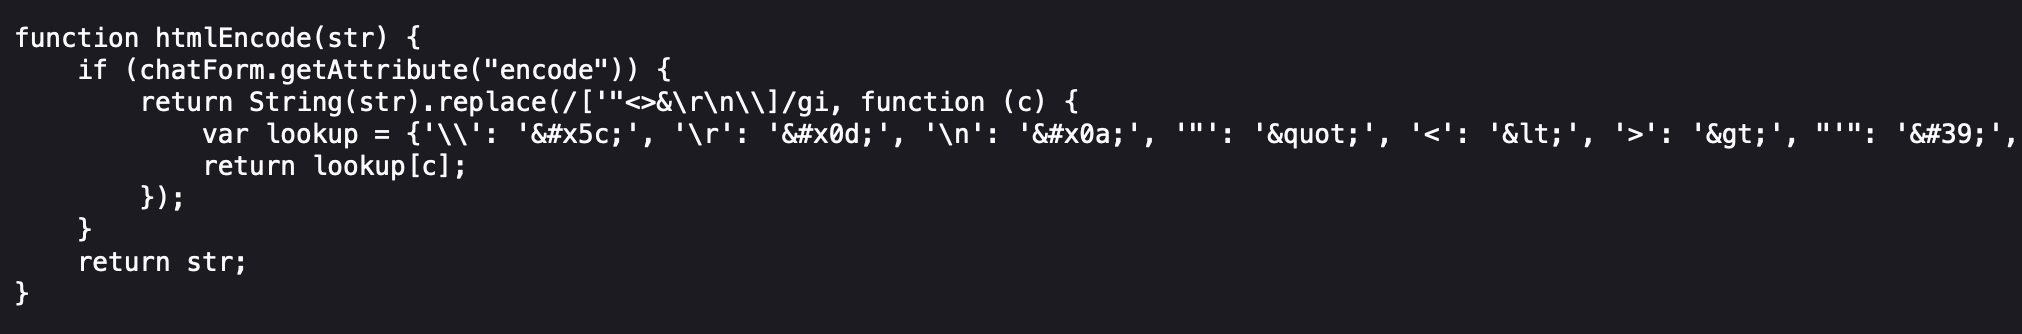 function htmlEncode(str) {
    if (chatForm.getAttribute("encode")) {
        return String(str).replace(/['"<>&\r\n\\]/gi, function (c) {
            var lookup = {'\\': '&#x5c;', '\r': '&#x0d;', '\n': '&#x0a;', '"': '&quot;', '<': '&lt;', '>': '&gt;', "'": '&#39;',
            return lookup[c];
        });
    }
    return str;
}